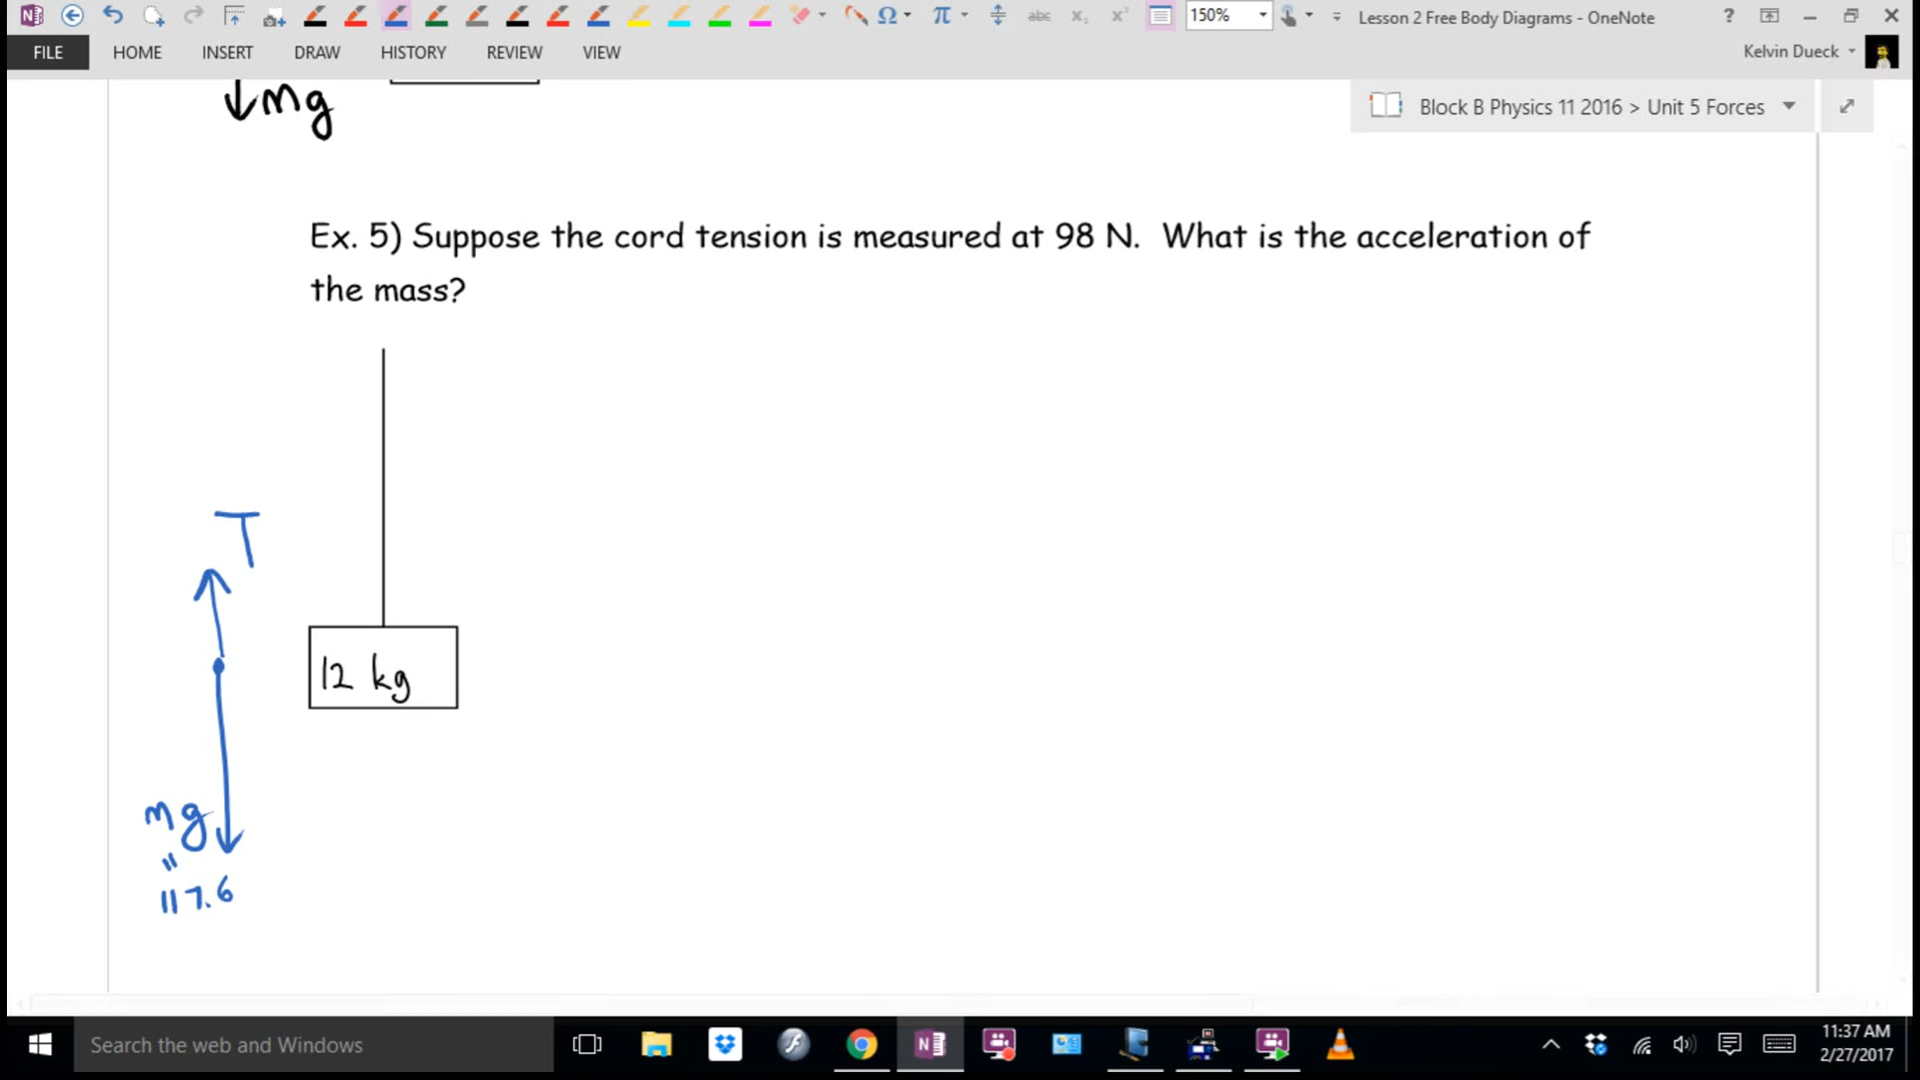 150%
Lesson 2 Free Body Diagrams - OneNote
FILE HOME INSERT DRAW HISTORY REVIEW VIEW
Kelvin Dueck
mg
Block B Physics 11 2016 > Unit 5 Forces
Ex. 5) Suppose the cord tension is measured at 98 N. What is the acceleration of
the mass?
T
12 kg
mg
"
117.6
Search the web and Windows
11:37 AM
2/27/2017